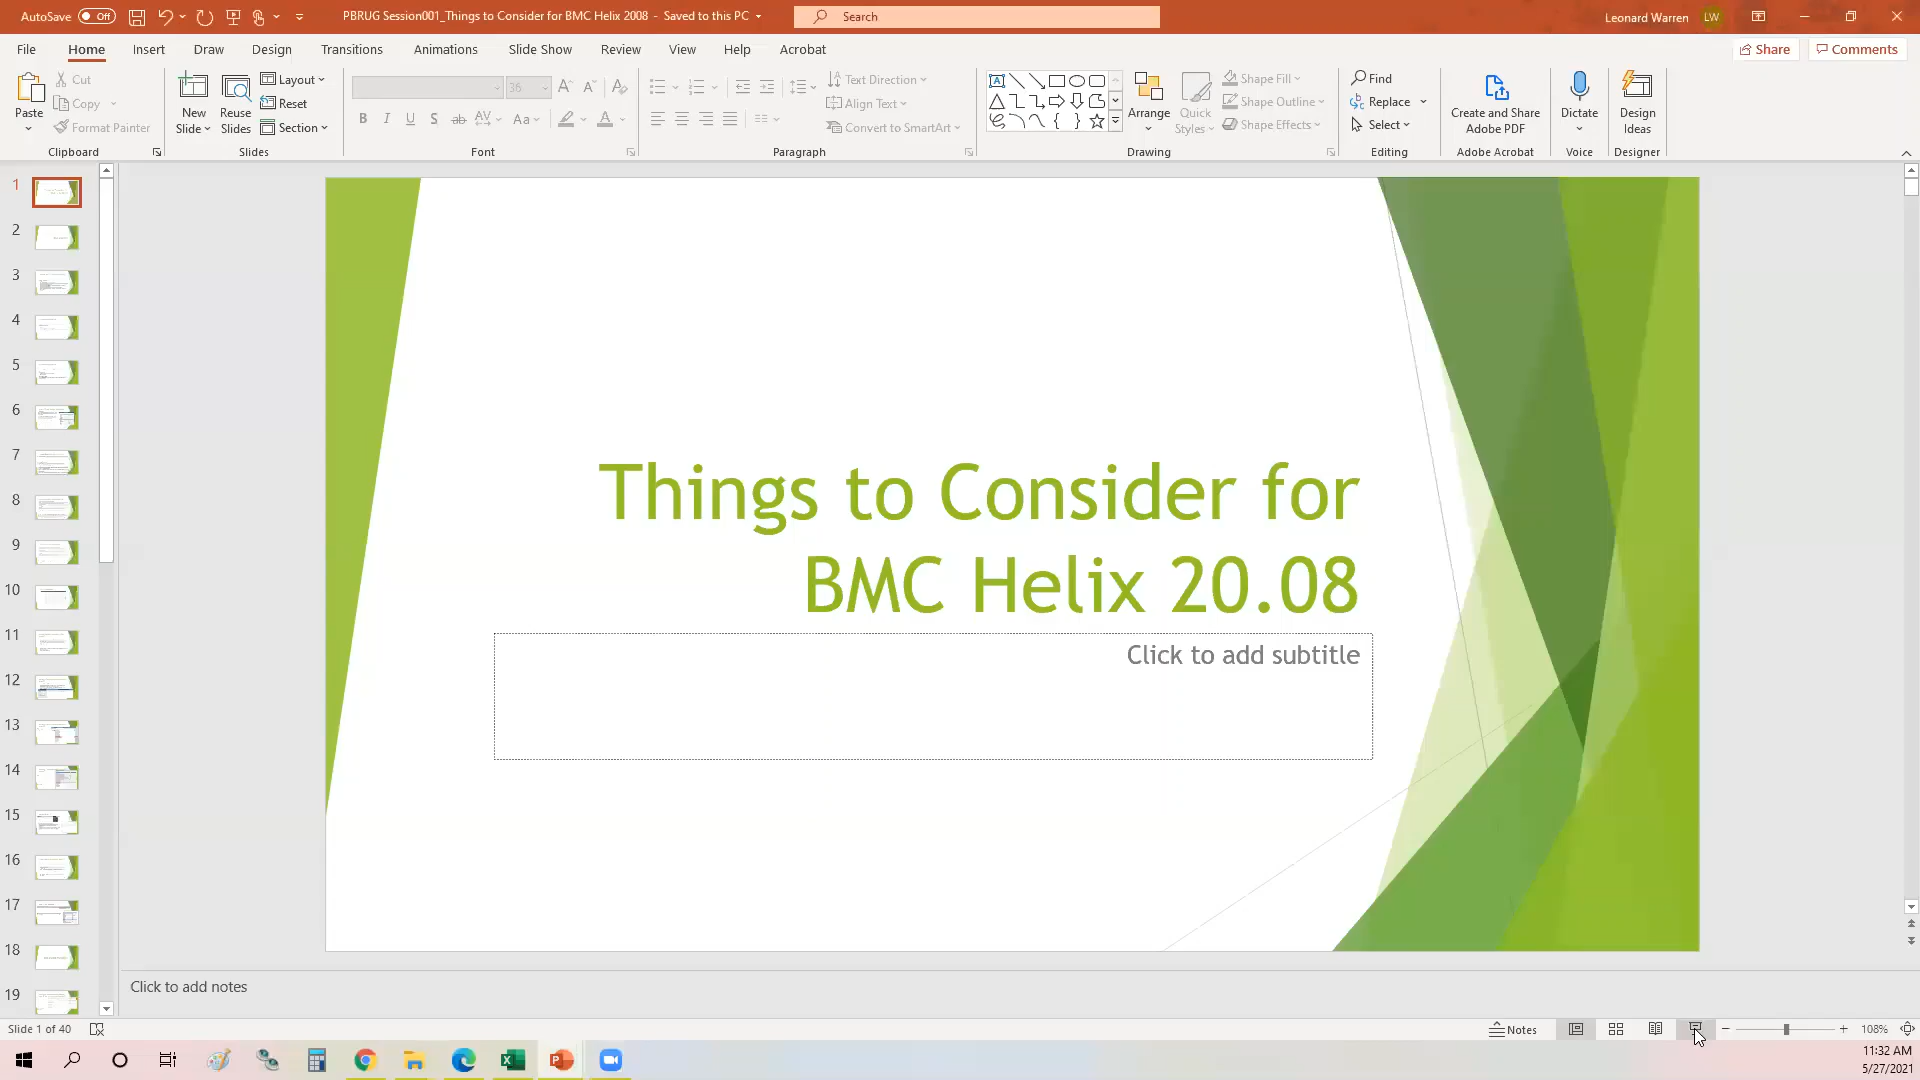 AutoSave Off
PBRUG Session001_Things to Consider for BMC Helix 2008 - Saved to this PC
Search
Leonard Warren LW
File Home Insert Draw Design Transitions Animations Slide Show Review View Help Acrobat
Share Comments
Paste
Cut
Copy
Format Painter
Clipboard
New
Slide
Reuse
Slides
Layout
Reset
Section
Slides
36
B I U S ab AV Aa A
Font
Text Direction
Align Text
Convert to SmartArt
Paragraph
Arrange
Quick
Styles
Shape Fill
Shape Outline
Shape Effects
Drawing
Find
Replace
Select
Editing
Create and Share
Adobe PDF
Adobe Acrobat
Dictate
Voice
Design
Ideas
Designer
1
2
3
4
5
6
7
8
9
10
11
12
13
14
15
16
17
18
19
Things to Consider for
BMC Helix 20.08
Click to add subtitle
Click to add notes
Slide 1 of 40
Notes
108%
11:32 AM
5/27/2021